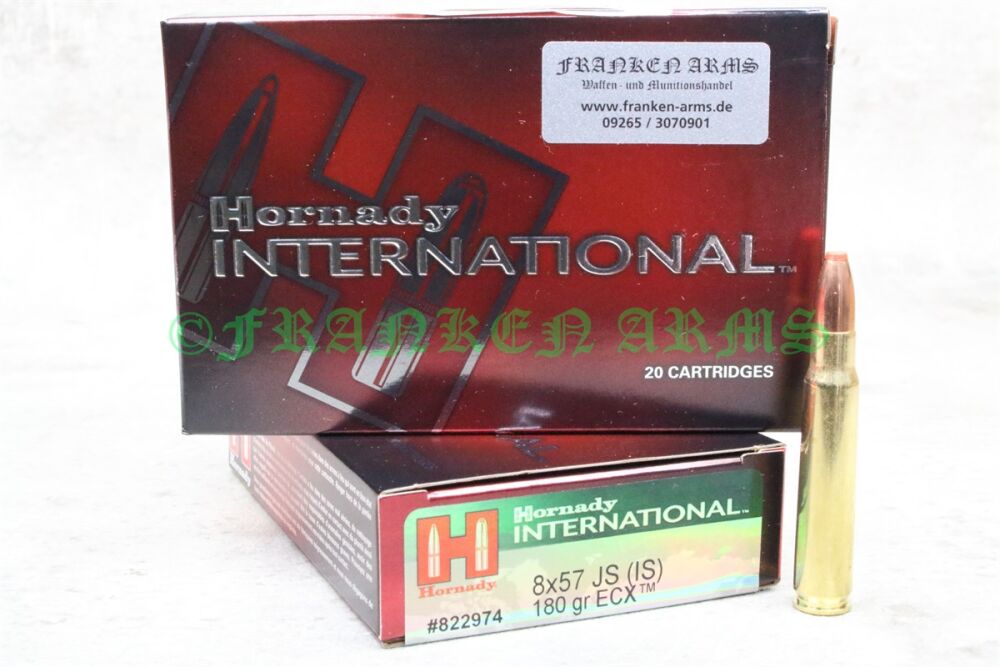 FRANKEN ARMS
Waffen- und Munitionshandel
www.franken-arms.de
09265 / 3070901
Hornady
INTERNATIONAL™
©FRANKEN ARMS
20 CARTRIDGES
Hornady
INTERNATIONAL™
H
Hornady
8x57 JS (IS)
180 gr ECX™
#822974